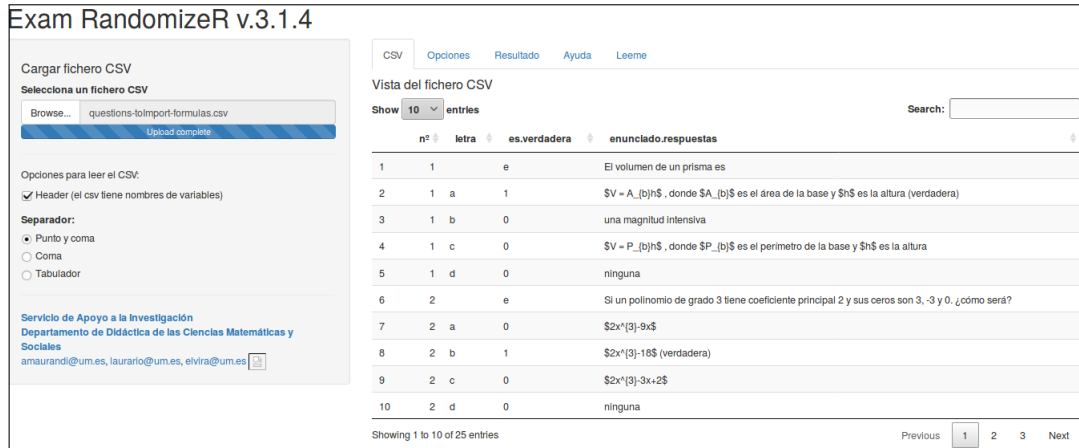 Exam RandomizeR v.3.1.4
Cargar fichero CSV
Selecciona un fichero CSV
Browse... questions-toImport-formulas.csv
Upload complete
Opciones para leer el CSV:
Header (el csv tiene nombres de variables)
Separador:
Punto y coma
Coma
Tabulador
Servicio de Apoyo a la Investigación
Departamento de Didáctica de las Ciencias Matemáticas y
Sociales
amaurandi@um.es, laurario@um.es, elvira@um.es
CSV Opciones Resultado Ayuda Leeme
Vista del fichero CSV
Show 10 entries Search:
nº letra es.verdadera enunciado.respuestas
1 1 e El volumen de un prisma es
2 1 a 1 $V = A_{b}h$ , donde $A_{b}$ es el área de la base y $h$ es la altura (verdadera)
3 1 b 0 una magnitud intensiva
4 1 c 0 $V = P_{b}h$ , donde $P_{b}$ es el perímetro de la base y $h$ es la altura
5 1 d 0 ninguna
6 2 e Si un polinomio de grado 3 tiene coeficiente principal 2 y sus ceros son 3, -3 y 0. ¿cómo será?
7 2 a 0 $2x^{3}-9x$
8 2 b 1 $2x^{3}-18$ (verdadera)
9 2 c 0 $2x^{3}-3x+2$
10 2 d 0 ninguna
Showing 1 to 10 of 25 entries Previous 1 2 3 Next